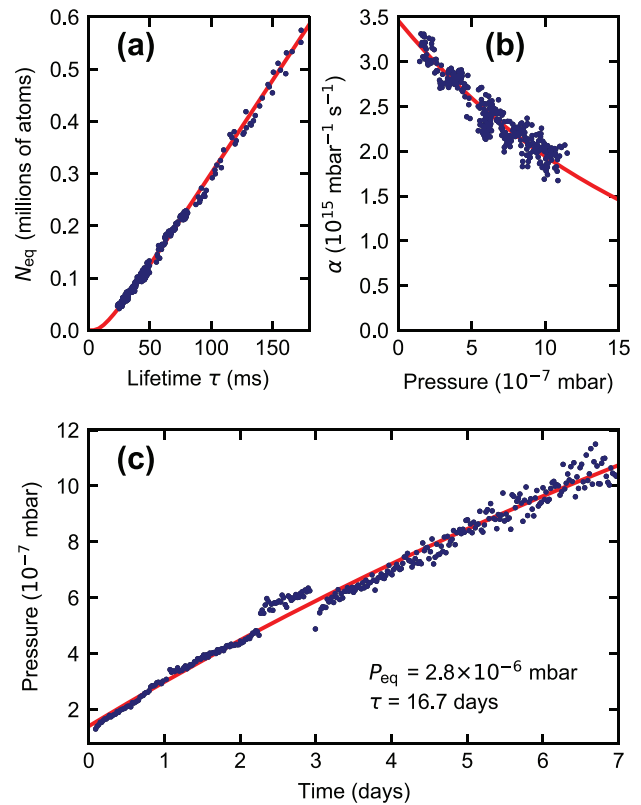 (a)
0.6
0.5
0.4
0.3
0.2
0.1
0.0
N_eq (millions of atoms)
0 50 100 150
Lifetime τ (ms)
(b)
3.5
3.0
2.5
2.0
1.5
1.0
0.5
0.0
α (10¹⁵ mbar⁻¹ s⁻¹)
0 5 10 15
Pressure (10⁻⁷ mbar)
(c)
12
10
8
6
4
2
Pressure (10⁻⁷ mbar)
P_eq = 2.8×10⁻⁶ mbar
τ = 16.7 days
0 1 2 3 4 5 6 7
Time (days)